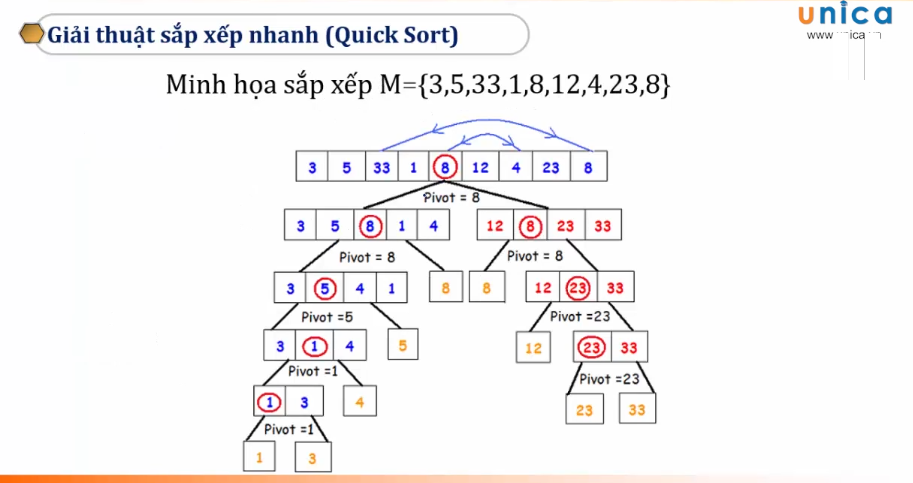 unica
Giải thuật sắp xếp nhanh (Quick Sort)
Minh họa sắp xếp M={3,5,33,1,8,12,4,23,8}
3 5 33 1 8 12 4 23 8
Pivot = 8
3 5 8 1 4 12 8 23 33
Pivot = 8 Pivot = 8
3 5 4 1 8 8 12 23 33
Pivot =5 Pivot =23
3 1 4 5 12 23 33
Pivot =1 Pivot =23
1 3 4 23 33
Pivot =1
1 3